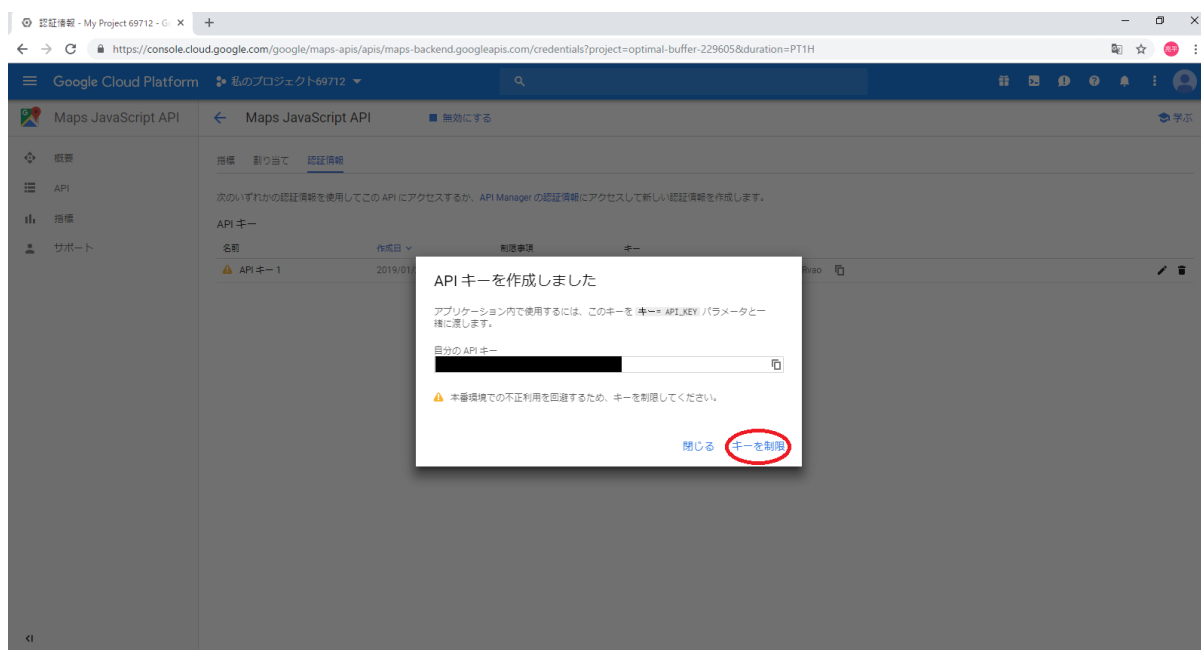 認証情報 - My Project 69712 - G
https://console.cloud.google.com/google/maps-apis/apis/maps-backend.googleapis.com/credentials?project=optimal-buffer-229605&duration=PT1H
Google Cloud Platform 私のプロジェクト69712
Maps JavaScript API
Maps JavaScript API 無効にする 学ぶ
概要
API
指標
サポート
指標 割り当て 認証情報
次のいずれかの認証情報を使用してこの API にアクセスするか、API Manager の認証情報にアクセスして新しい認証情報を作成します。
API キー
名前 作成日 制限事項 キー
API キー 1 2019/01/
API キーを作成しました
アプリケーション内で使用するには、このキーを キー= API_KEY パラメータと一
緒に渡します。
自分の API キー
本番環境での不正利用を回避するため、キーを制限してください。
閉じる キーを制限